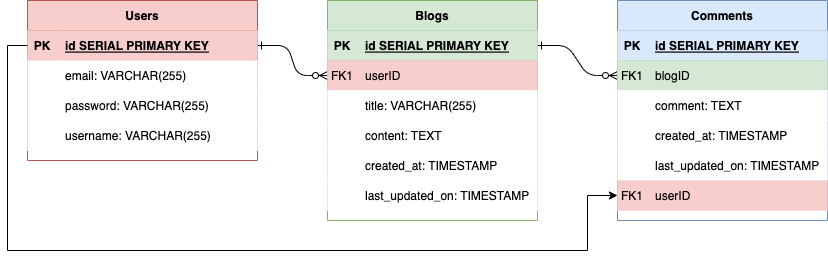 Users
PK id SERIAL PRIMARY KEY
email: VARCHAR(255)
password: VARCHAR(255)
username: VARCHAR(255)
Blogs
PK id SERIAL PRIMARY KEY
FK1 userID
title: VARCHAR(255)
content: TEXT
created_at: TIMESTAMP
last_updated_on: TIMESTAMP
Comments
PK id SERIAL PRIMARY KEY
FK1 blogID
comment: TEXT
created_at: TIMESTAMP
last_updated_on: TIMESTAMP
FK1 userID